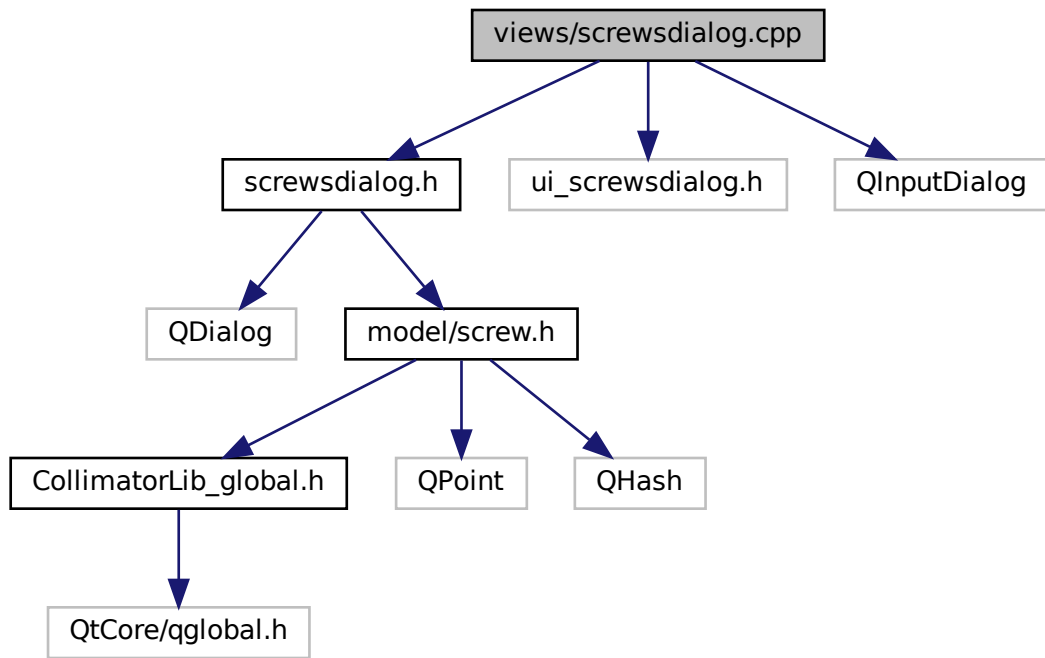 views/screwsdialog.cpp
screwsdialog.h
ui_screwsdialog.h
QInputDialog
QDialog
model/screw.h
CollimatorLib_global.h
QPoint
QHash
QtCore/qglobal.h